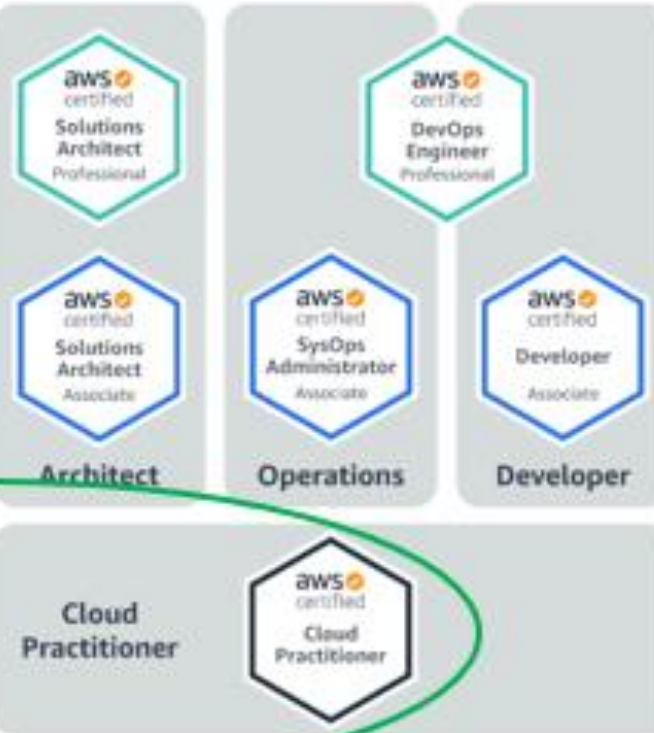 aws
certified
Solutions
Architect
Professional
aws
certified
DevOps
Engineer
Professional
aws
certified
Solutions
Architect
Associate
aws
certified
SysOps
Administrator
Associate
aws
certified
Developer
Associate
Architect
Operations
Developer
Cloud
Practitioner
aws
certified
Cloud
Practitioner